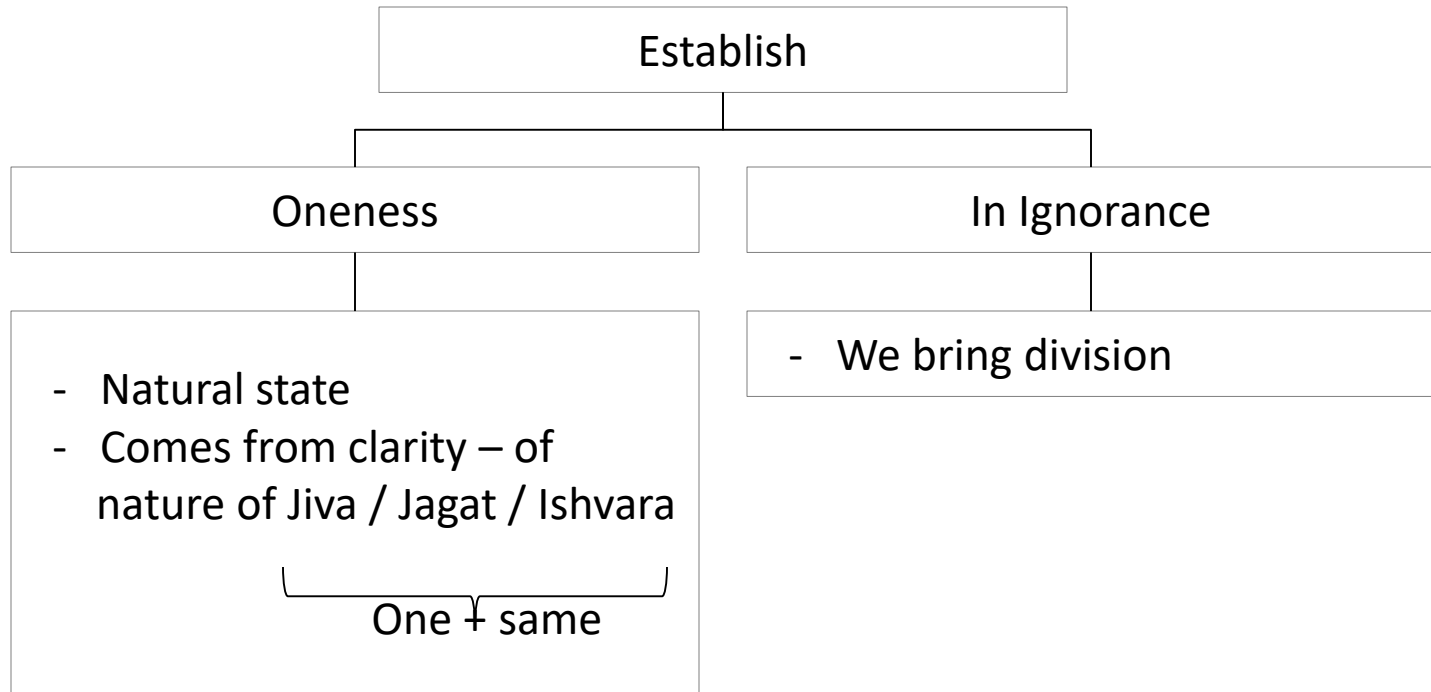 Establish
Oneness
In Ignorance
- Natural state
- Comes from clarity – of
nature of Jiva / Jagat / Ishvara
One + same
- We bring division